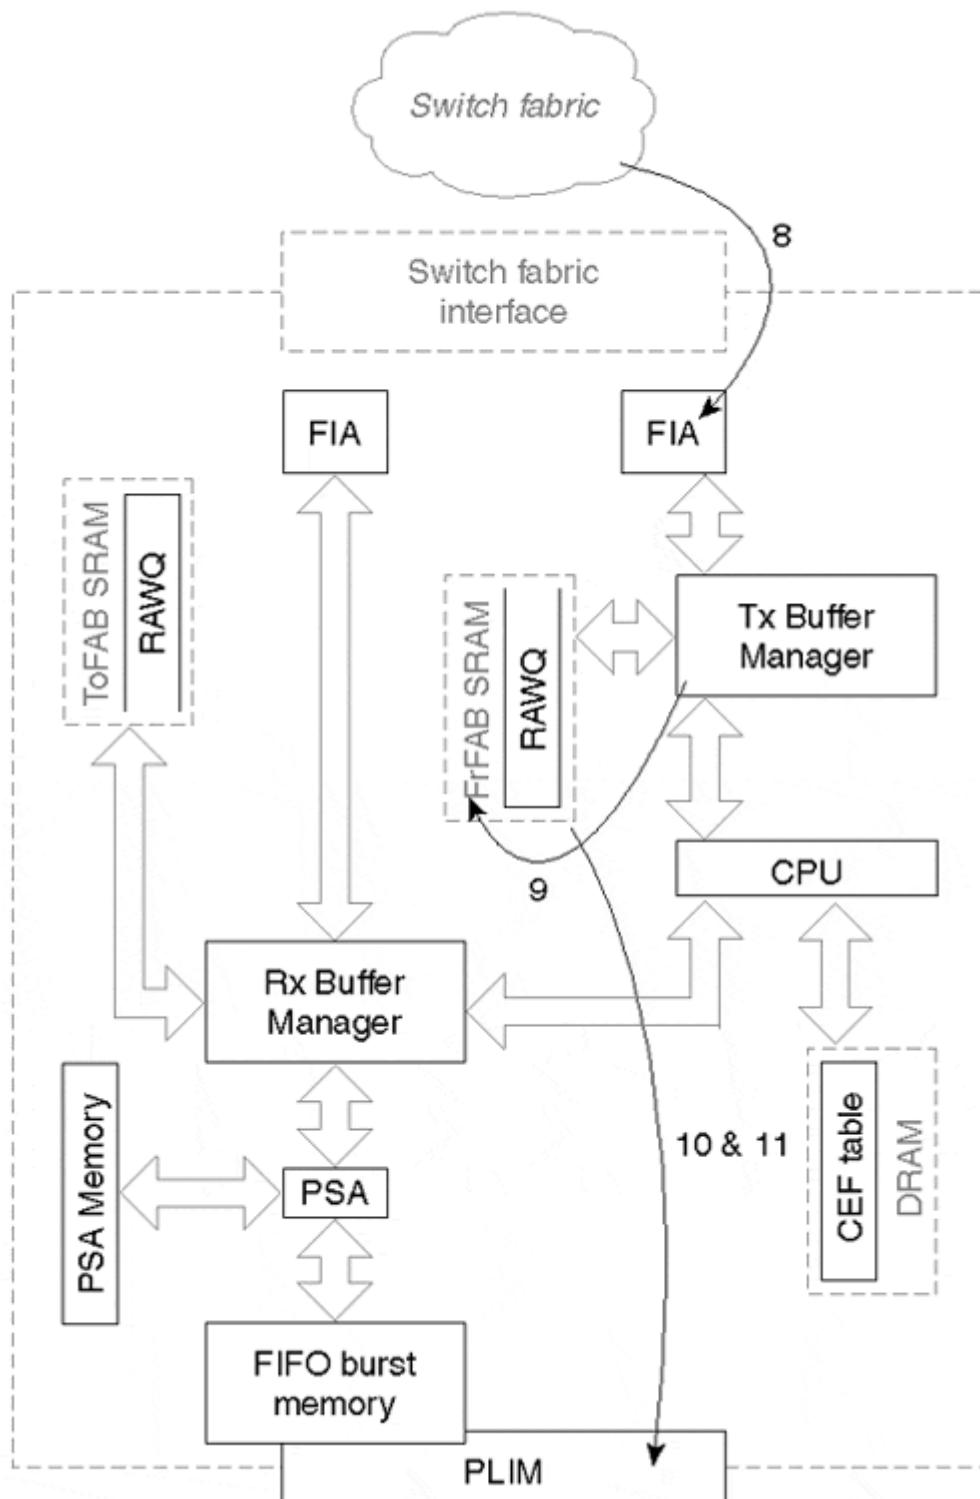 Switch fabric
8
Switch fabric
interface
FIA
FIA
ToFAB SRAM
RAWQ
FrFAB SRAM
RAWQ
Tx Buffer
Manager
9
CPU
Rx Buffer
Manager
PSA Memory
PSA
10 & 11
CEF table
DRAM
FIFO burst
memory
PLIM